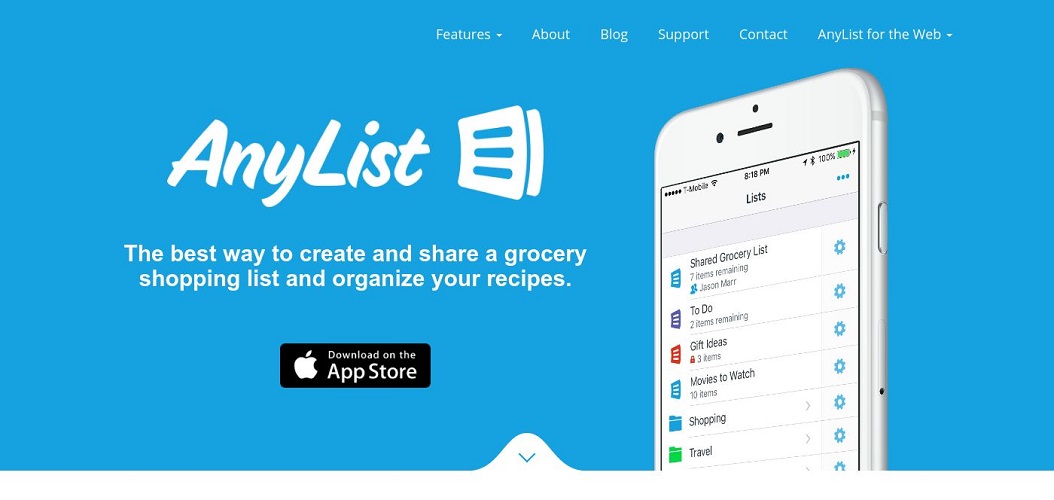 Features About Blog Support Contact AnyList for the Web
AnyList
The best way to create and share a grocery
shopping list and organize your recipes.
Download on the
App Store
T-Mobile 8:18 PM 100%
Lists
Shared Grocery List
7 items remaining
Jason Marr
To Do
2 items remaining
Gift Ideas
3 items
Movies to Watch
10 items
Shopping
Travel